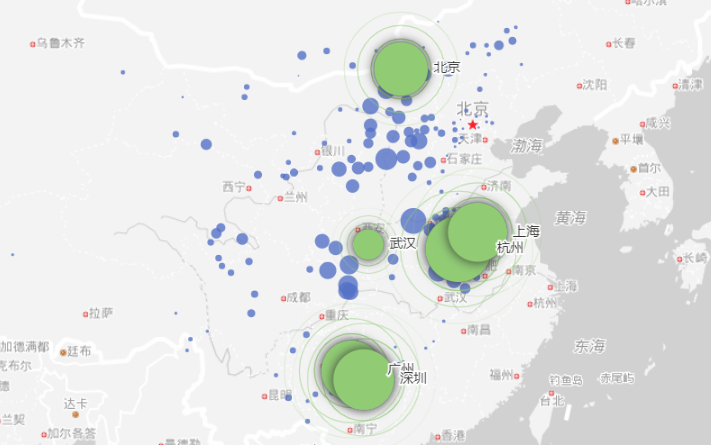 哈尔滨
乌鲁木齐
长春
北京
沈阳
清津
北京
咸兴
天津
渤海
平壤
银川
石家庄
首尔
西宁
济南
大田
兰州
黄海
西安
上海
武汉
杭州
长崎
合肥
南京
成都
上海
武汉
杭州
拉萨
重庆
南昌
加德满都
廷布
东海
广州
福州
深圳
钓鱼岛
赤尾屿
昆明
台北
达卡
南宁
加尔各答
香港